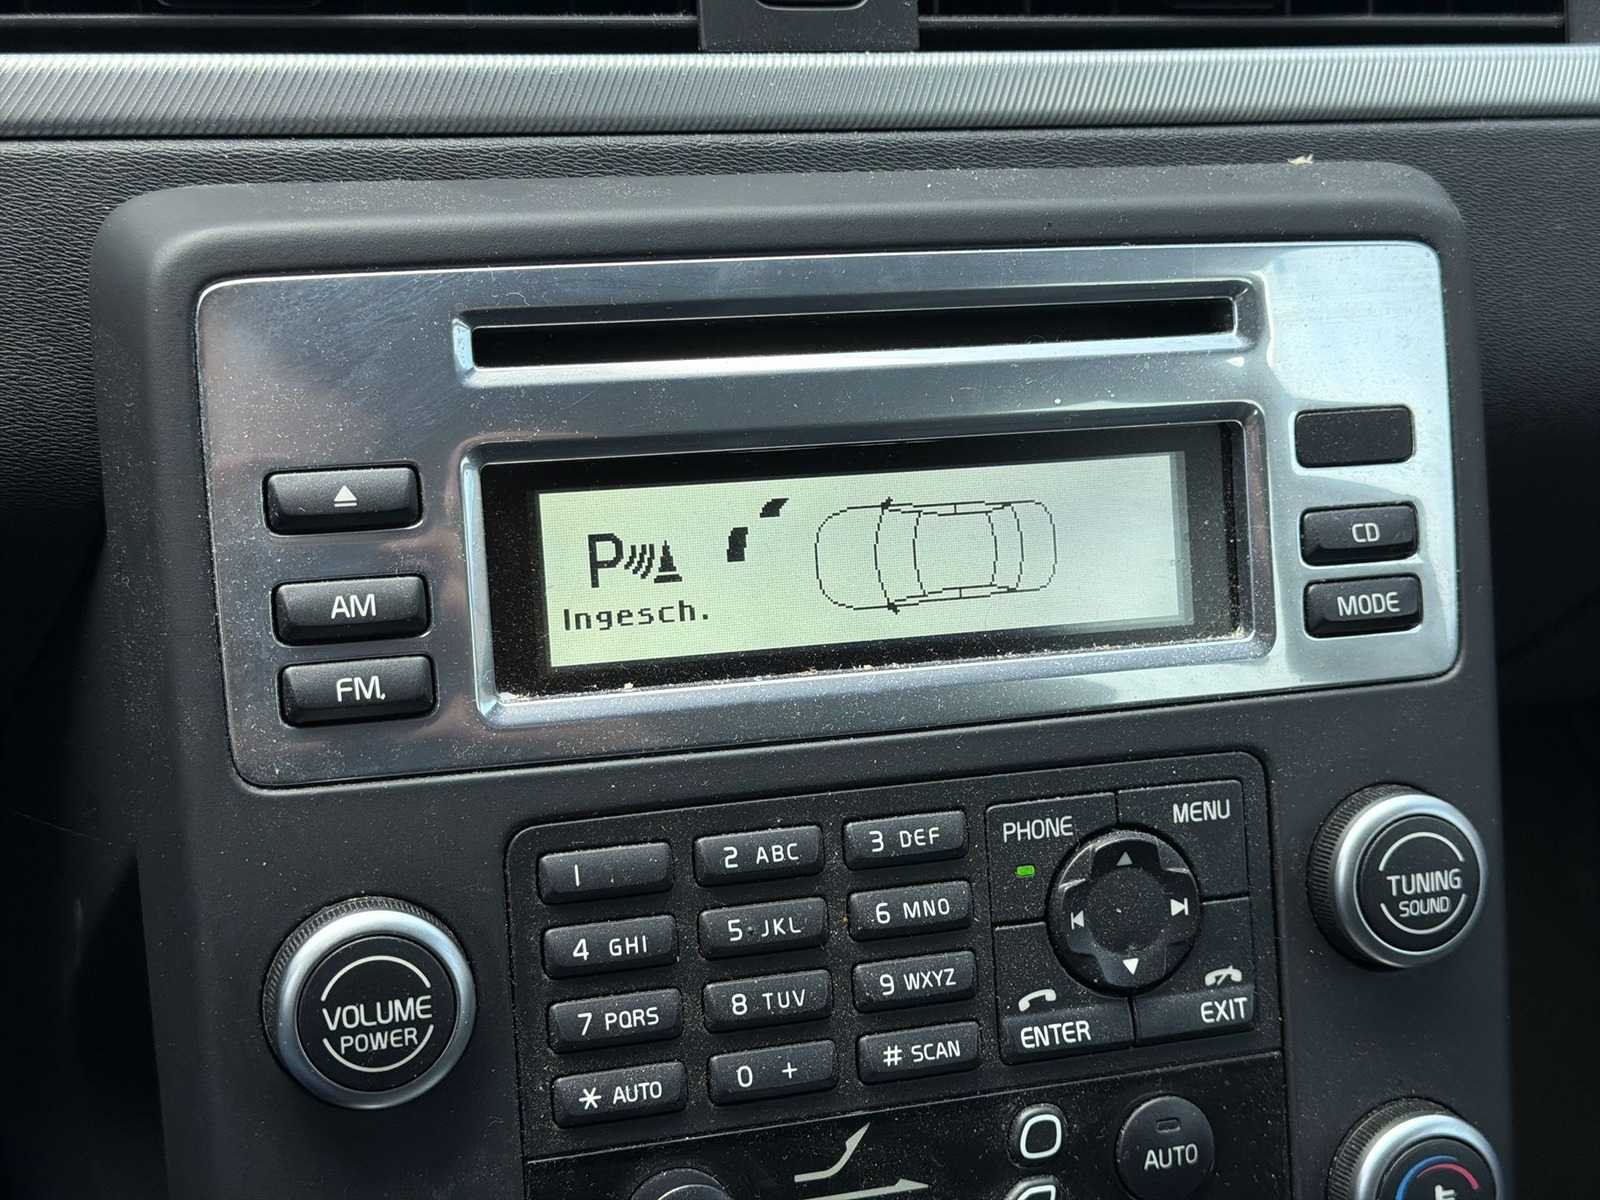 P
Ingesch.
AM
FM.
CD
MODE
1
2 ABC
3 DEF
4 GHI
5 JKL
6 MNO
7 PQRS
8 TUV
9 WXYZ
* AUTO
0 +
# SCAN
PHONE
MENU
ENTER
EXIT
VOLUME
POWER
TUNING
SOUND
AUTO